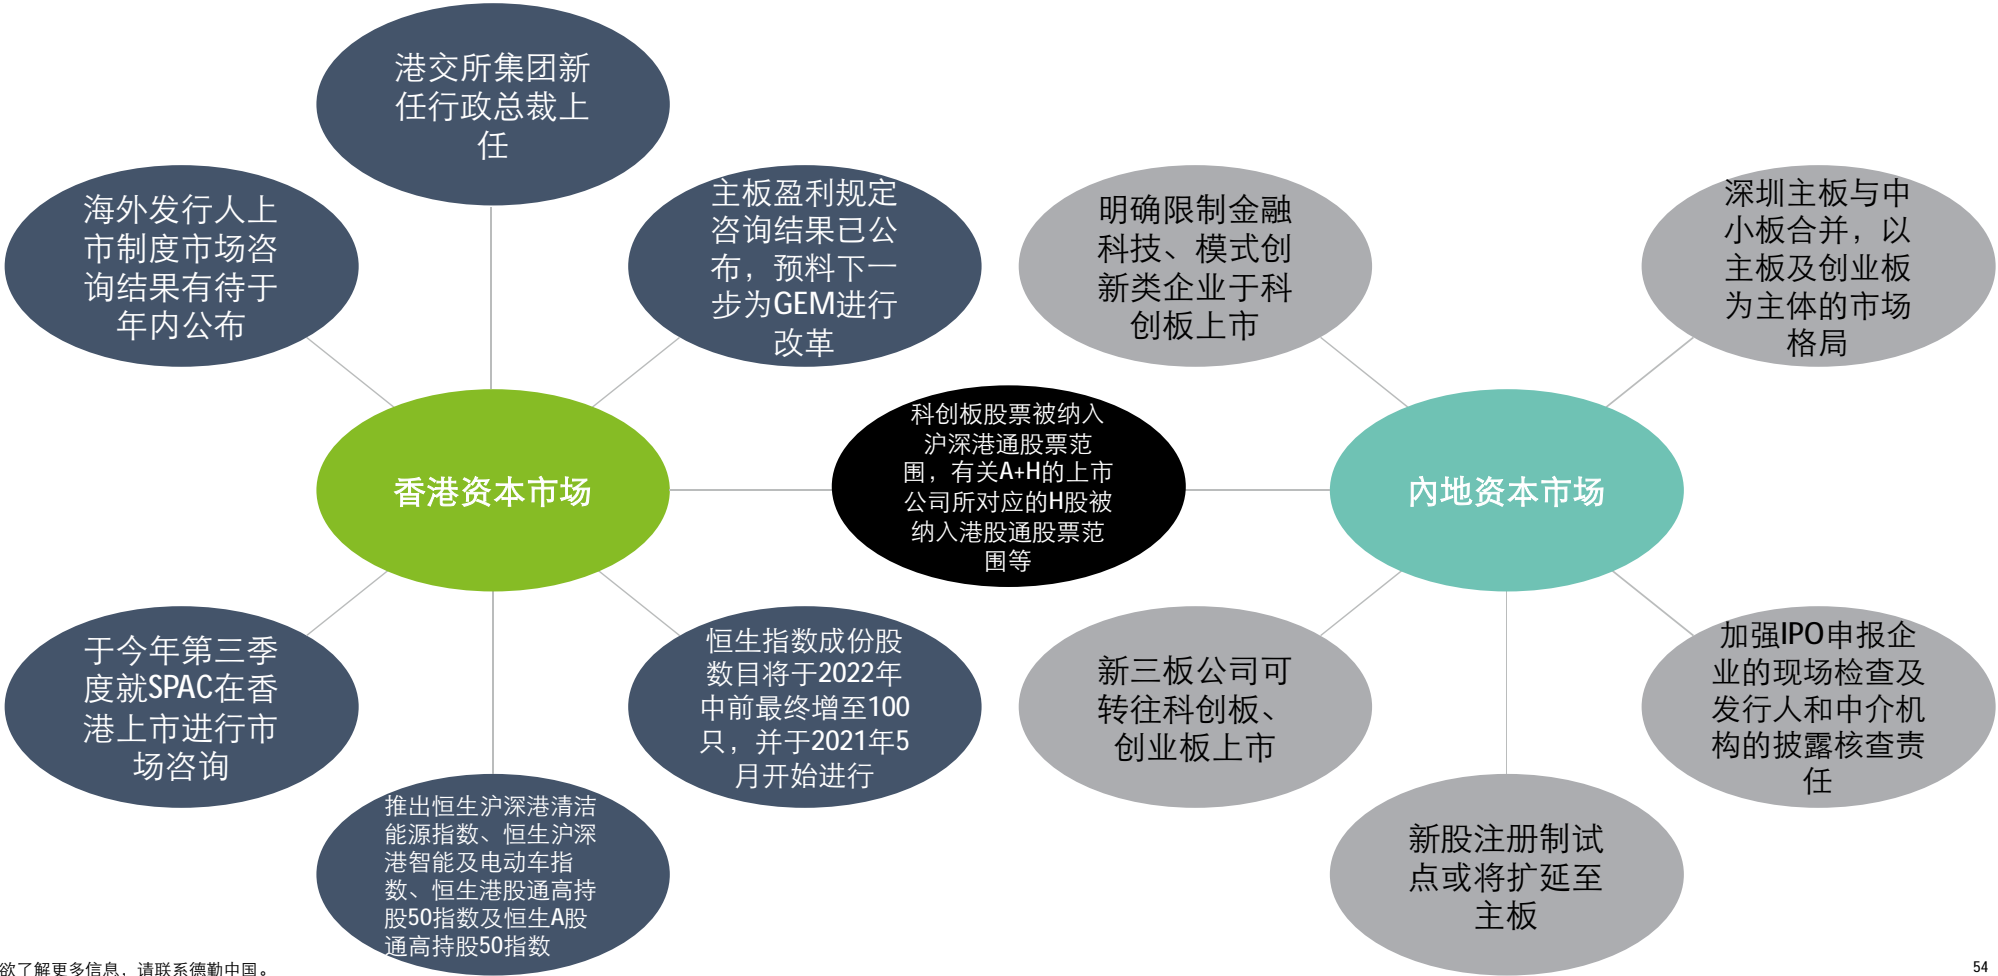 港交所集团新
任行政总裁上
任
海外发行人上
市制度市场咨
询结果有待于
年内公布
主板盈利规定
咨询结果已公
布，预料下一
步为GEM进行
改革
香港资本市场
于今年第三季
度就SPAC在香
港上市进行市
场咨询
恒生指数成份股
数目将于2022年
中前最终增至100
只，并于2021年5
月开始进行
推出恒生沪深港清洁
能源指数、恒生沪深
港智能及电动车指
数、恒生港股通高持
股50指数及恒生A股
通高持股50指数
科创板股票被纳入
沪深港通股票范
围，有关A+H的上市
公司所对应的H股被
纳入港股通股票范
围等
明确限制金融
科技、模式创
新类企业于科
创板上市
深圳主板与中
小板合并，以
主板及创业板
为主体的市场
格局
內地资本市场
新三板公司可
转往科创板、
创业板上市
加强IPO申报企
业的现场检查及
发行人和中介机
构的披露核查责
任
新股注册制试
点或将扩延至
主板
欲了解更多信息，请联系德勤中国。
54